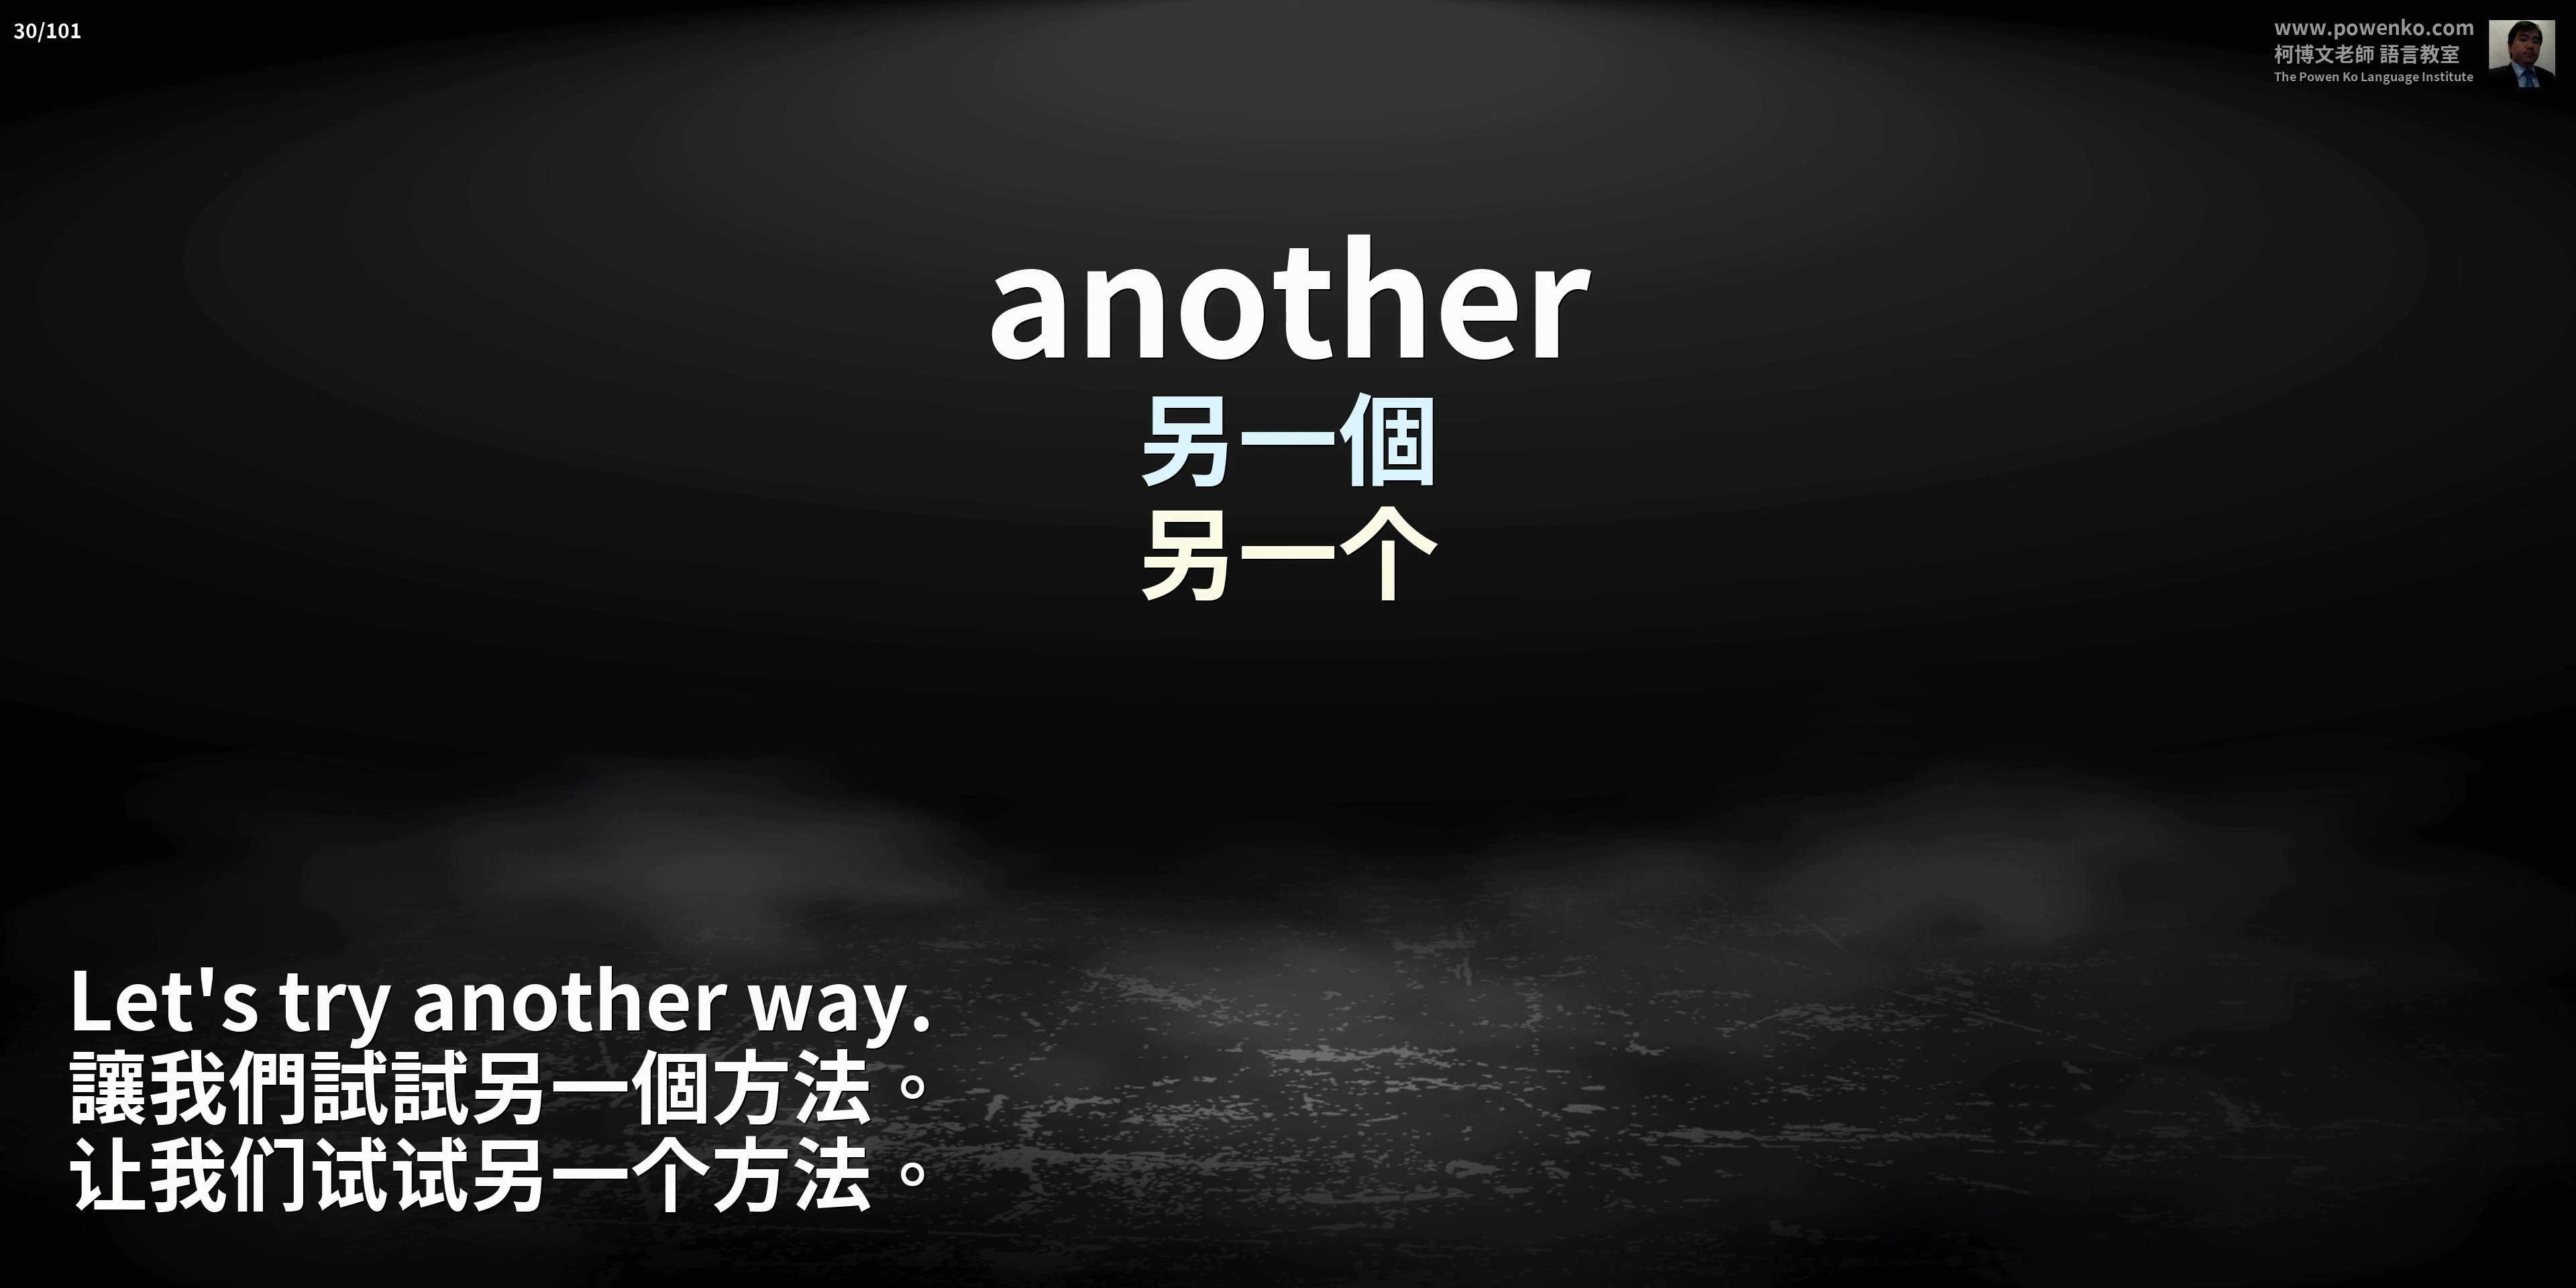 30/101
www.powenko.com
柯博文老師 語言教室
The Powen Ko Language Institute
another
另一個
另一个
Let's try another way.
讓我們試試另一個方法。
让我们试试另一个方法。